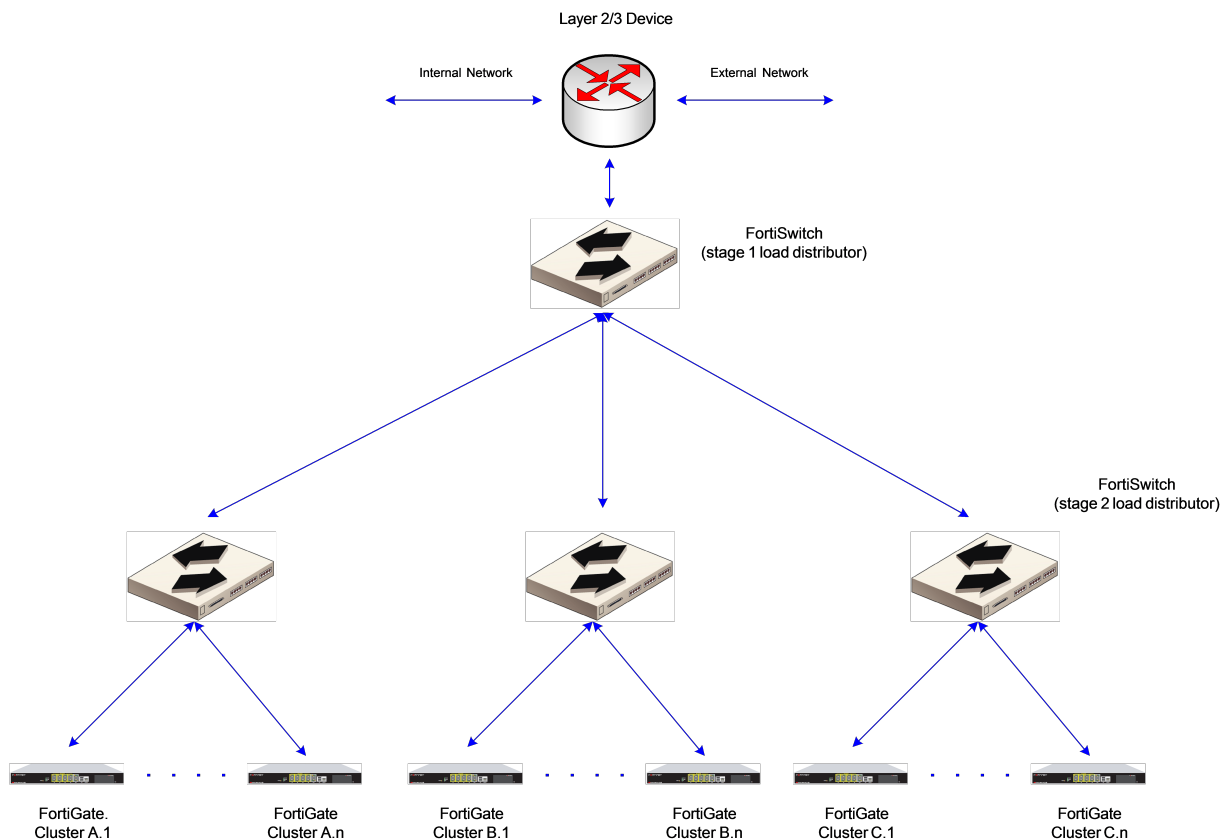 Layer 2/3 Device
Internal Network
External Network
FortiSwitch
(stage 1 load distributor)
FortiSwitch
(stage 2 load distributor)
FortiGate.
Cluster A.1
FortiGate
Cluster A.n
FortiGate
Cluster B.1
FortiGate
Cluster B.n
FortiGate
Cluster C.1
FortiGate
Cluster C.n